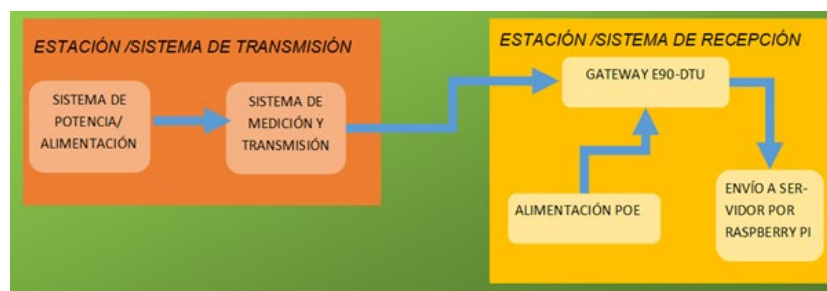 ESTACIÓN /SISTEMA DE TRANSMISIÓN
SISTEMA DE
POTENCIA/
ALIMENTACIÓN
SISTEMA DE
MEDICIÓN Y
TRANSMISIÓN
ESTACIÓN /SISTEMA DE RECEPCIÓN
GATEWAY E90-DTU
ALIMENTACIÓN POE
ENVÍO A SER-
VIDOR POR
RASPBERRY PI